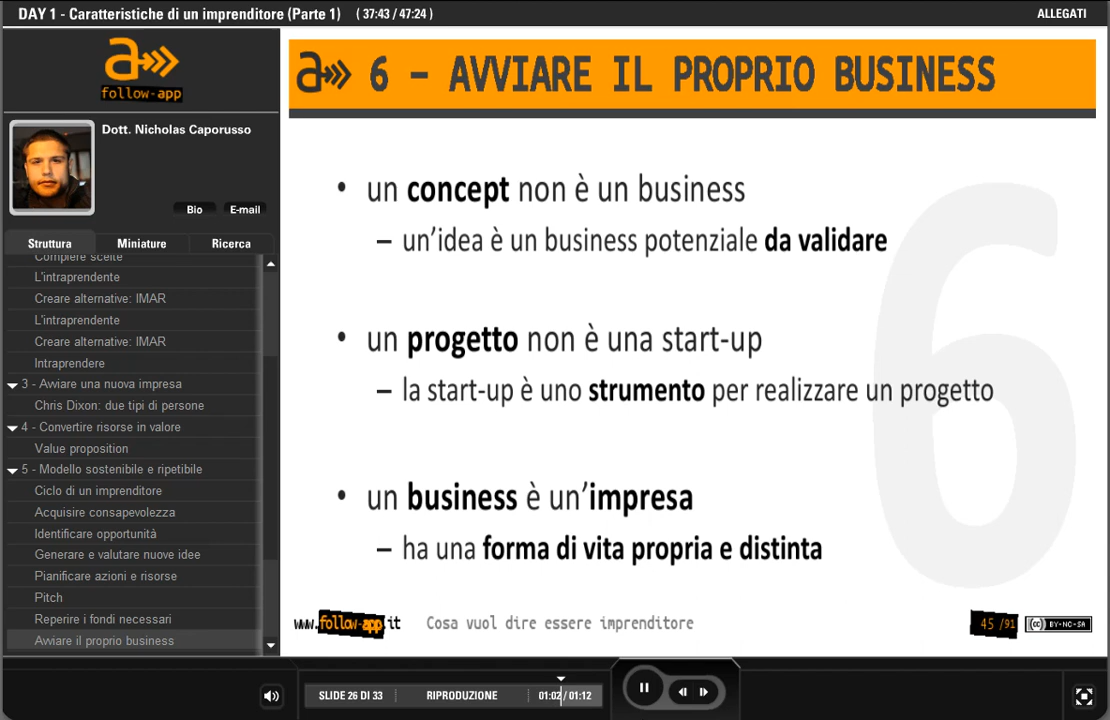 DAY 1 - Caratteristiche di un imprenditore (Parte 1) ( 37:43 / 47:24 )
ALLEGATI
a
follow-app
Dott. Nicholas Caporusso
Bio
E-mail
Struttura
Miniature
Ricerca
Compiere scelte
L'intraprendente
Creare alternative: IMAR
L'intraprendente
Creare alternative: IMAR
Intraprendere
3 - Avviare una nuova impresa
Chris Dixon: due tipi di persone
4 - Convertire risorse in valore
Value proposition
5 - Modello sostenibile e ripetibile
Ciclo di un imprenditore
Acquisire consapevolezza
Identificare opportunità
Generare e valutare nuove idee
Pianificare azioni e risorse
Pitch
Reperire i fondi necessari
Avviare il proprio business
a 6 - AVVIARE IL PROPRIO BUSINESS
6
• un concept non è un business
– un'idea è un business potenziale da validare
• un progetto non è una start-up
– la start-up è uno strumento per realizzare un progetto
• un business è un'impresa
– ha una forma di vita propria e distinta
www.follow-app.it
Cosa vuol dire essere imprenditore
45 /91
cc BY-NC-SA
SLIDE 26 DI 33
RIPRODUZIONE
01:02 / 01:12